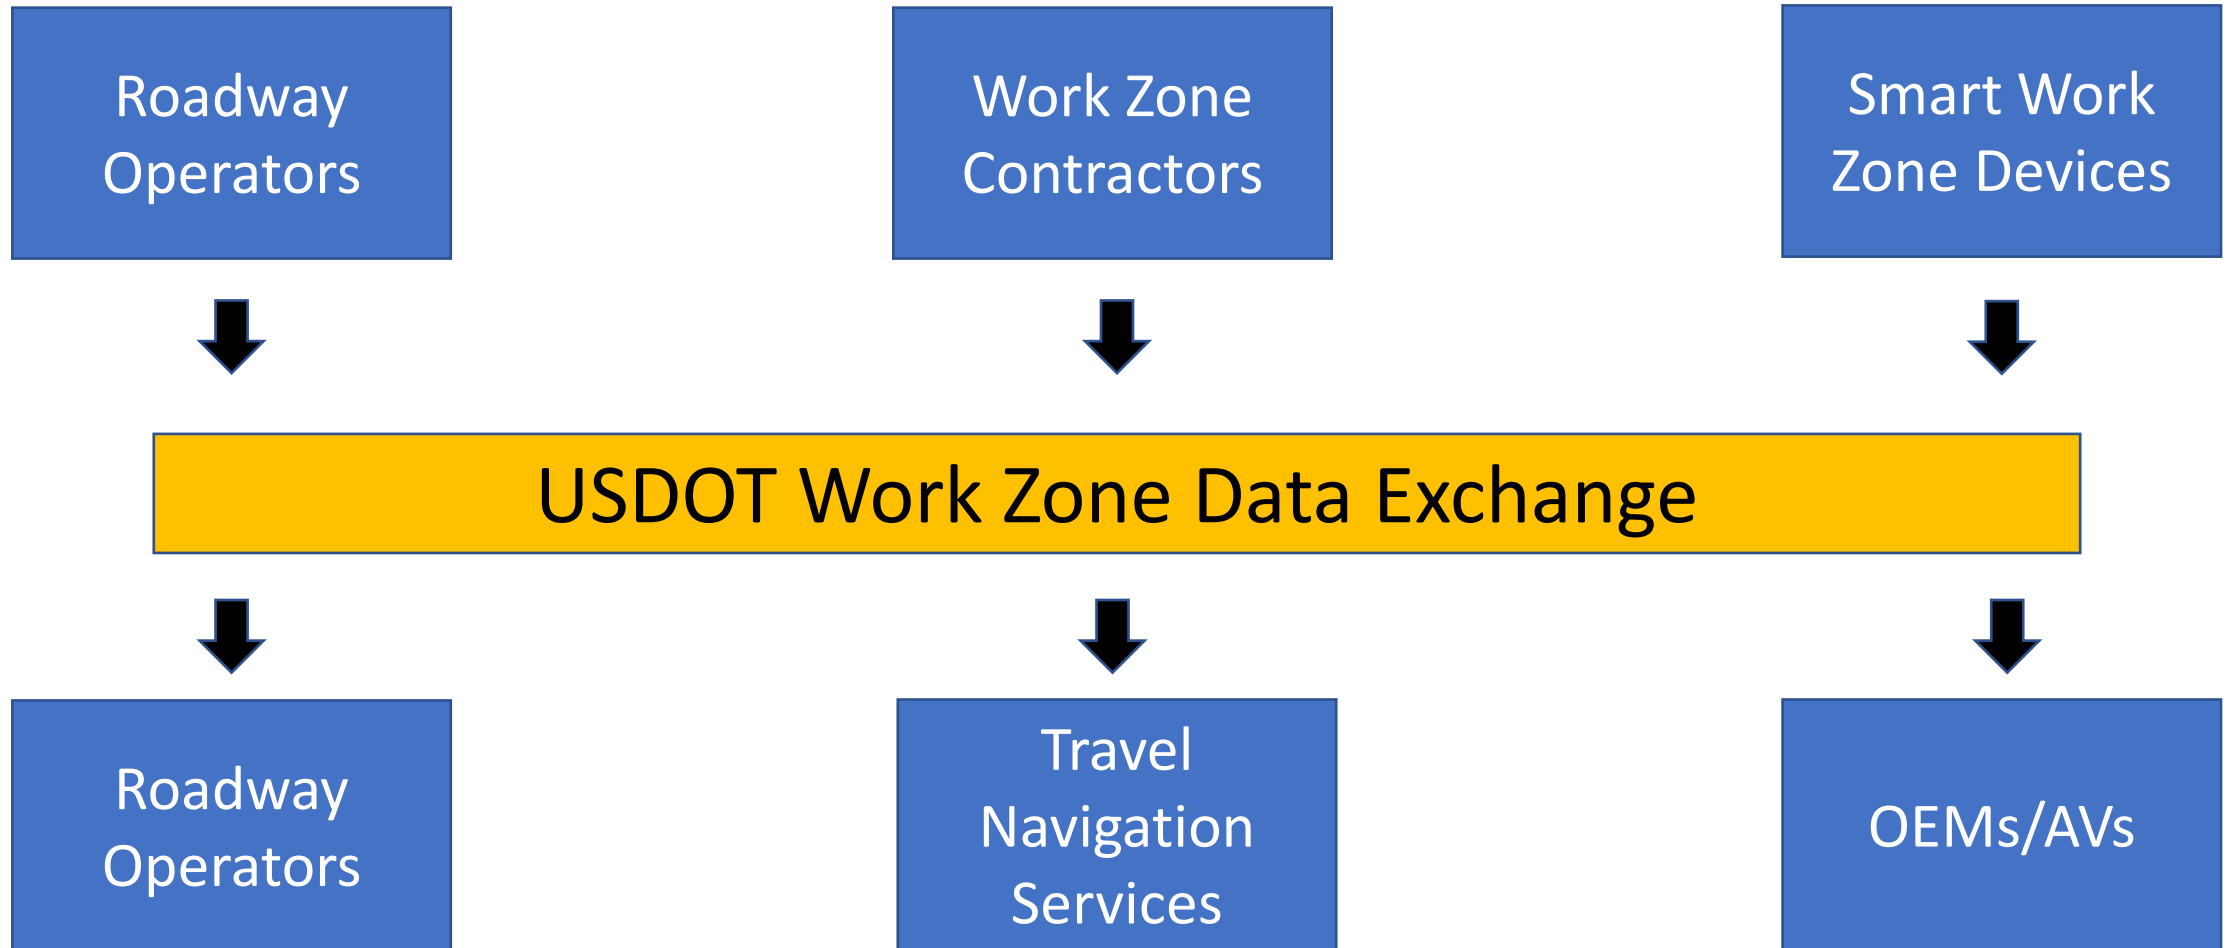 Roadway
Operators
Work Zone
Contractors
Smart Work
Zone Devices
USDOT Work Zone Data Exchange
Roadway
Operators
Travel
Navigation
Services
OEMs/AVs